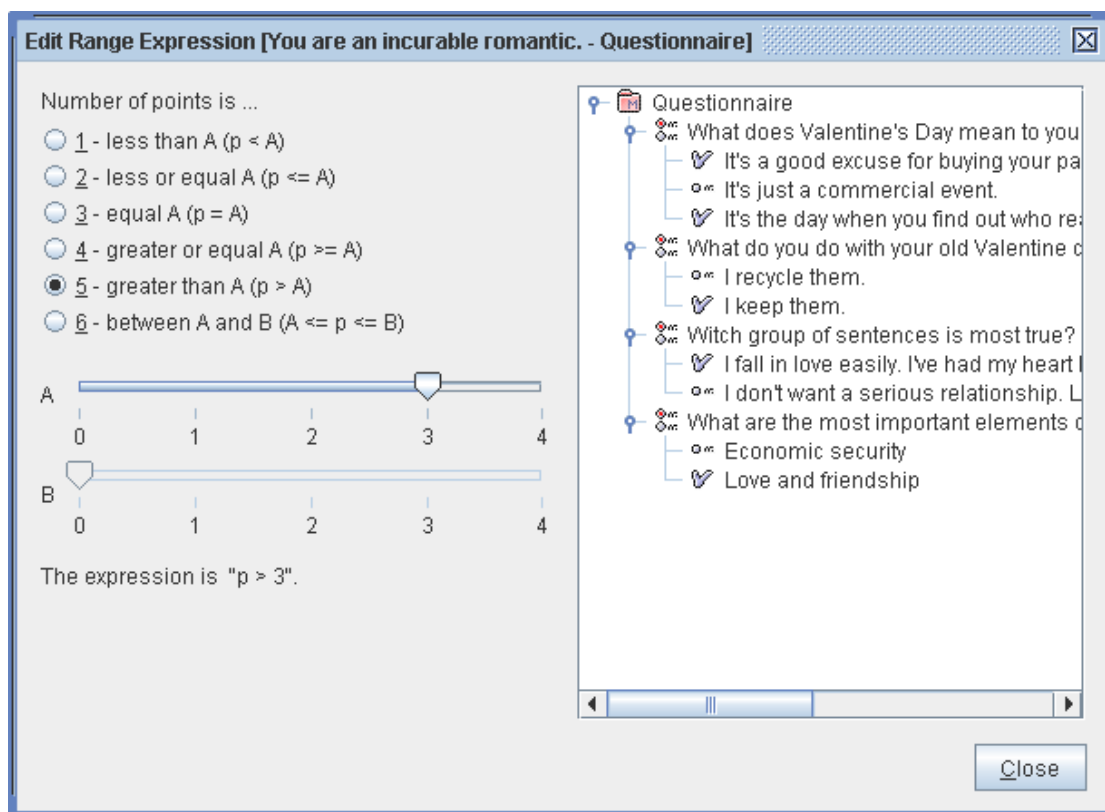 Edit Range Expression [You are an incurable romantic. - Questionnaire]
Number of points is ...
1 - less than A (p < A)
2 - less or equal A (p <= A)
3 - equal A (p = A)
4 - greater or equal A (p >= A)
5 - greater than A (p > A)
6 - between A and B (A <= p <= B)
A
0 1 2 3 4
B
0 1 2 3 4
The expression is "p > 3".
Questionnaire
What does Valentine's Day mean to you
It's a good excuse for buying your pa
It's just a commercial event.
It's the day when you find out who rea
What do you do with your old Valentine c
I recycle them.
I keep them.
Witch group of sentences is most true?
I fall in love easily. I've had my heart
I don't want a serious relationship. L
What are the most important elements o
Economic security
Love and friendship
Close